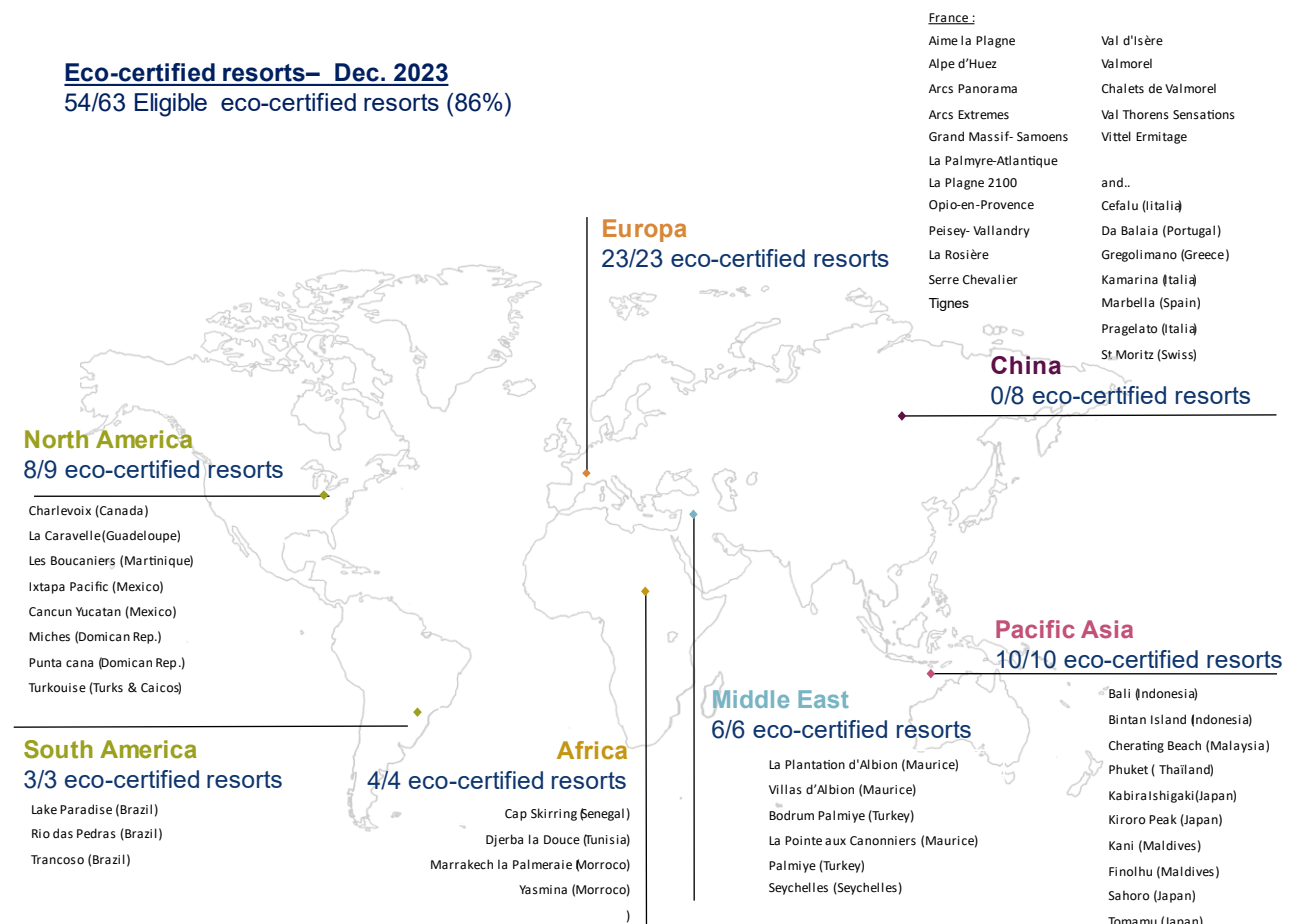 Eco-certified resorts– Dec. 2023
54/63 Eligible eco-certified resorts (86%)
France :
Aime la Plagne
Alpe d’Huez
Arcs Panorama
Arcs Extremes
Grand Massif- Samoens
La Palmyre-Atlantique
La Plagne 2100
Opio-en-Provence
Peisey- Vallandry
La Rosière
Serre Chevalier
Tignes
Val d'Isère
Valmorel
Chalets de Valmorel
Val Thorens Sensations
Vittel Ermitage
and..
Cefalu (Iitalia)
Da Balaia (Portugal)
Gregolimano (Greece)
Kamarina (Italia)
Marbella (Spain)
Pragelato (Italia)
St Moritz (Swiss)
Europa
23/23 eco-certified resorts
China
0/8 eco-certified resorts
North America
8/9 eco-certified resorts
Charlevoix (Canada)
La Caravelle(Guadeloupe)
Les Boucaniers (Martinique)
Ixtapa Pacific (Mexico)
Cancun Yucatan (Mexico)
Miches (Domican Rep.)
Punta cana (Domican Rep.)
Turkouise (Turks & Caicos)
South America
3/3 eco-certified resorts
Lake Paradise (Brazil)
Rio das Pedras (Brazil)
Trancoso (Brazil)
Africa
4/4 eco-certified resorts
Cap Skirring (Senegal)
Djerba la Douce (Tunisia)
Marrakech la Palmeraie (Morroco)
Yasmina (Morroco)
)
Middle East
6/6 eco-certified resorts
La Plantation d'Albion (Maurice)
Villas d’Albion (Maurice)
Bodrum Palmiye (Turkey)
La Pointe aux Canonniers (Maurice)
Palmiye (Turkey)
Seychelles (Seychelles)
Pacific Asia
10/10 eco-certified resorts
Bali (Indonesia)
Bintan Island (Indonesia)
Cherating Beach (Malaysia)
Phuket ( Thaïland)
Kabira Ishigaki(Japan)
Kiroro Peak (Japan)
Kani (Maldives)
Finolhu (Maldives)
Sahoro (Japan)
Tomamu (Japan)